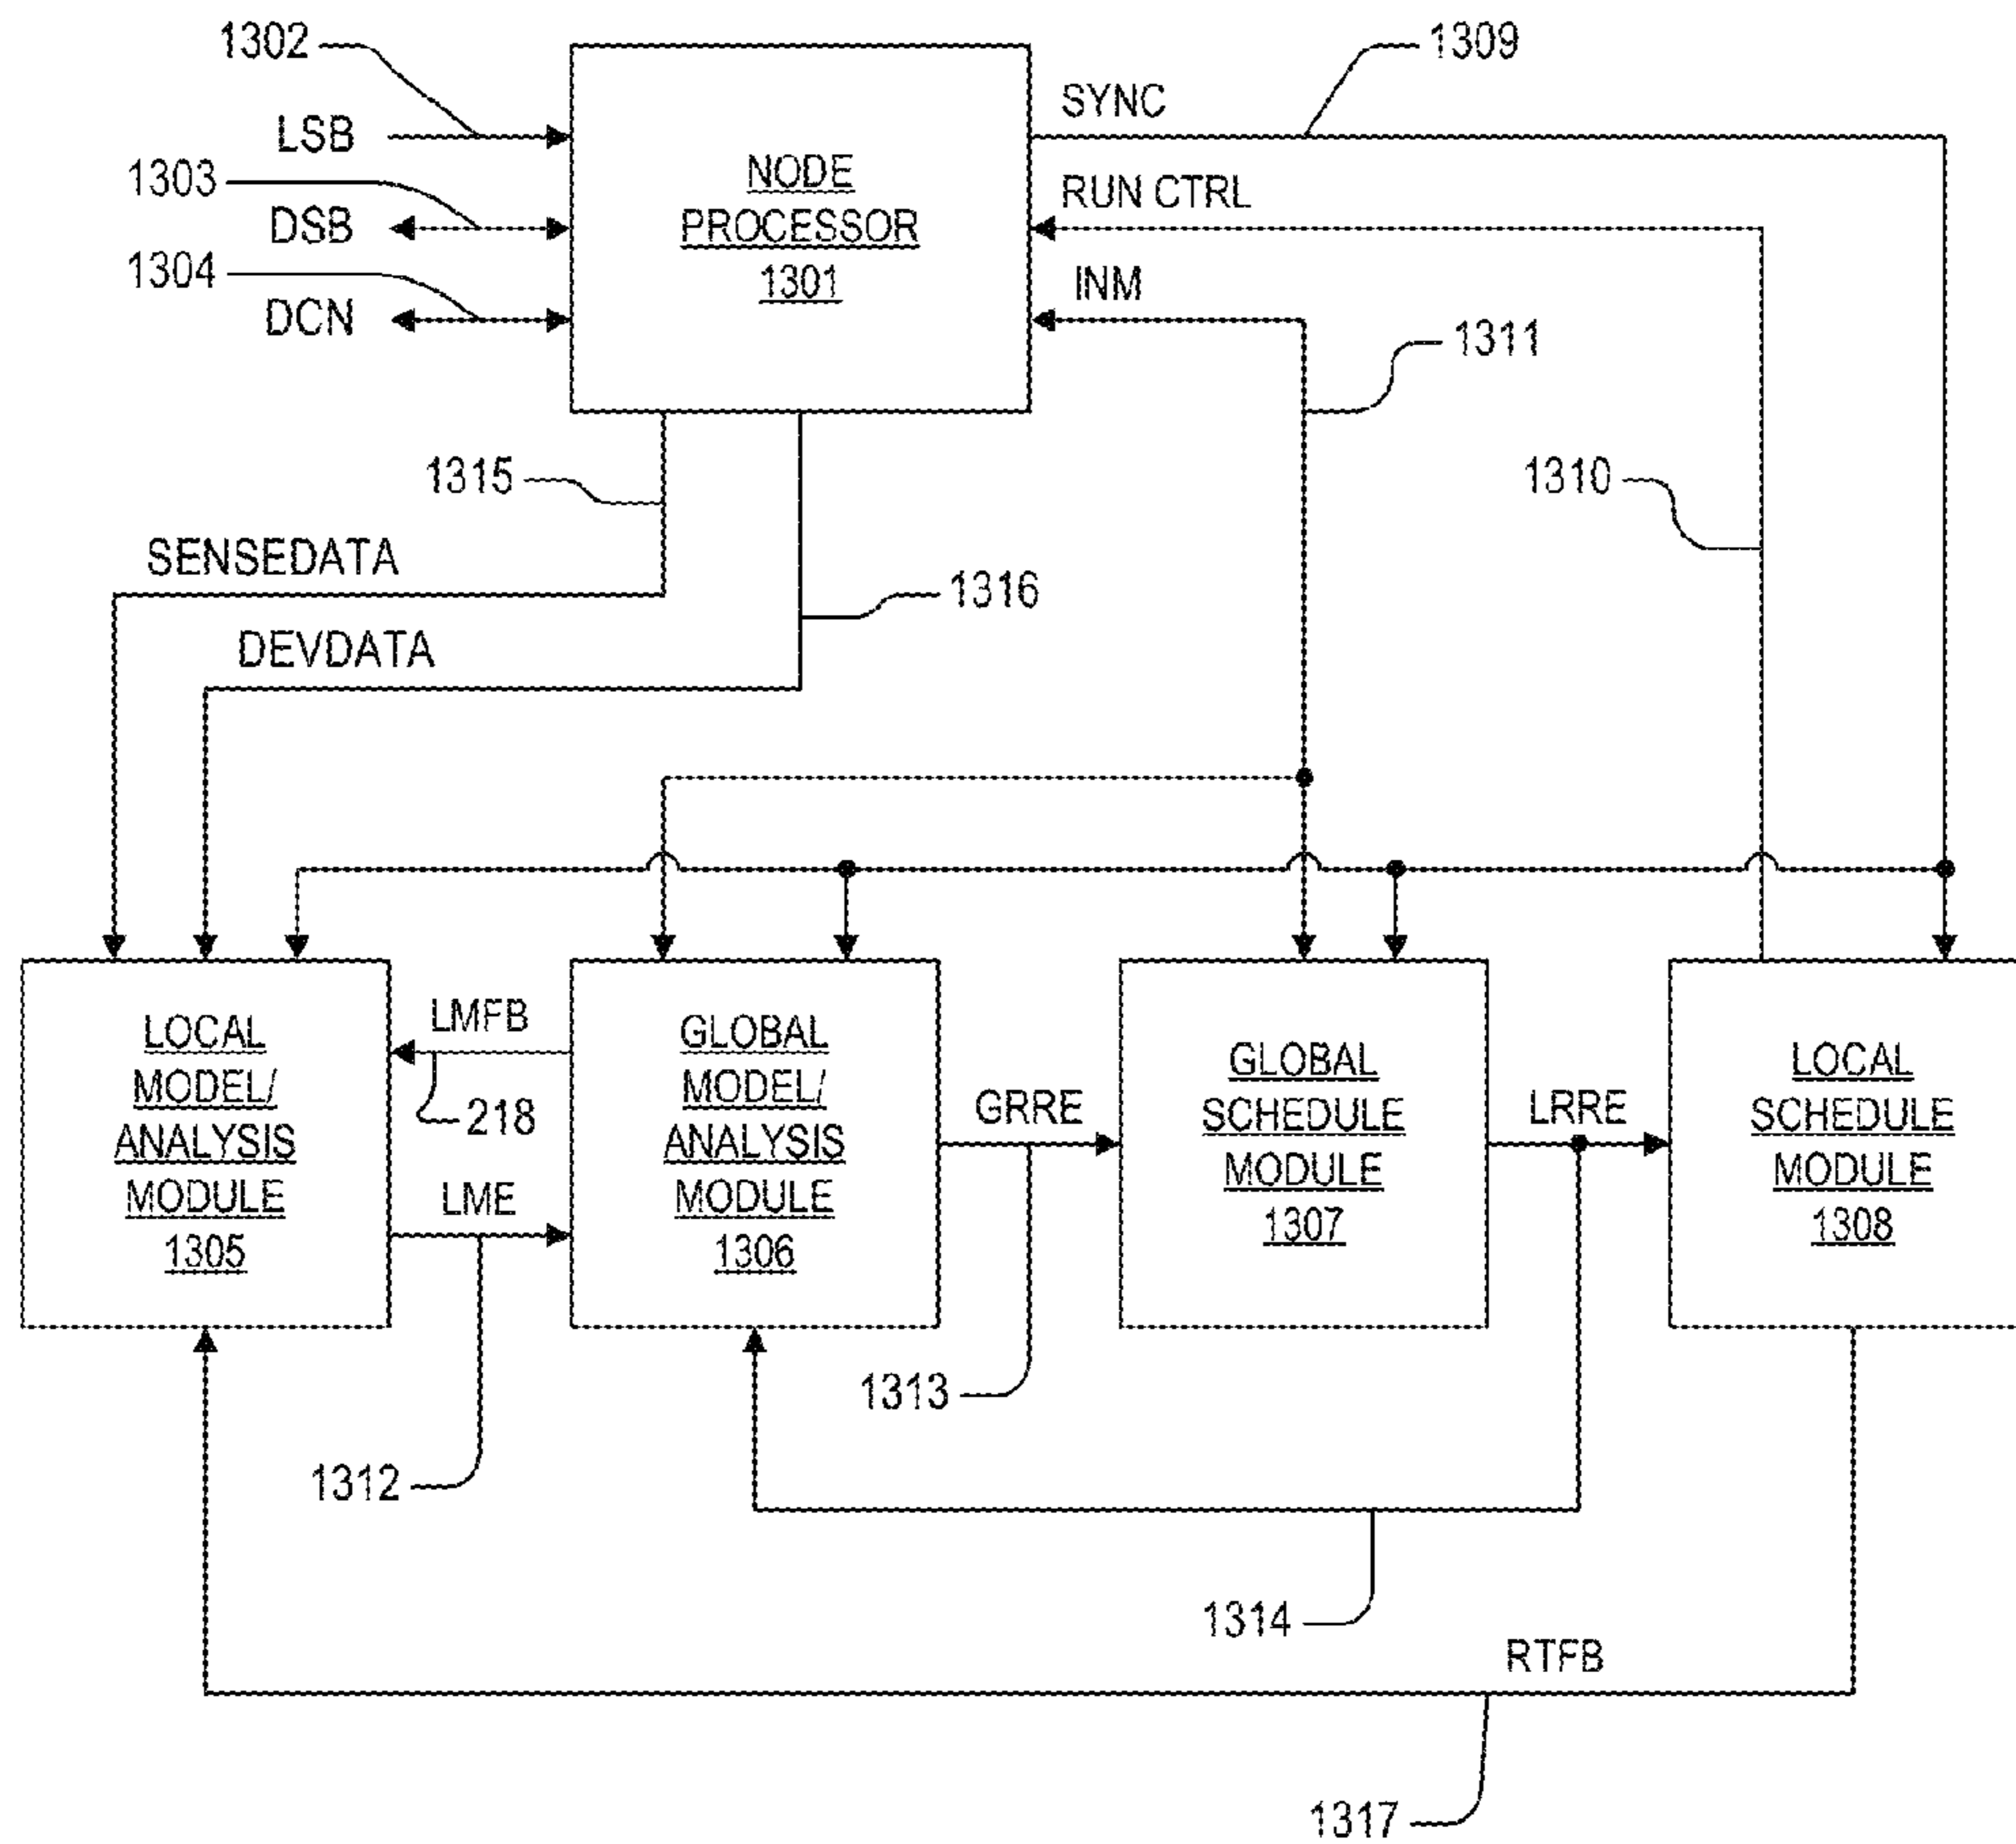 1302
1309
SYNC
LSB
1303
NODE
PROCESSOR
1301
RUN CTRL
DSB
1304
INM
DCN
1311
1315
1310
SENSEDATA
1316
DEVDATA
LOCAL
MODEL/
ANALYSIS
MODULE
1305
LMFB
218
LME
GLOBAL
MODEL/
ANALYSIS
MODULE
1306
GRRE
GLOBAL
SCHEDULE
MODULE
1307
LRRE
LOCAL
SCHEDULE
MODULE
1308
1313
1312
1314
RTFB
1317